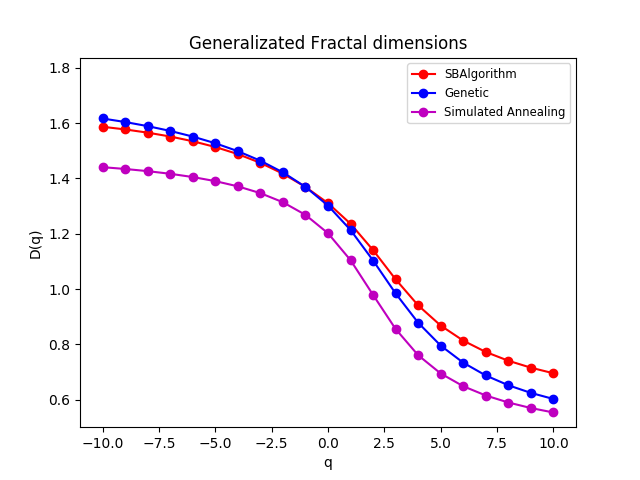 Generalizated Fractal dimensions
SBAlgorithm
Genetic
Simulated Annealing
D(q)
1.8
1.6
1.4
1.2
1.0
0.8
0.6
−10.0 −7.5 −5.0 −2.5 0.0 2.5 5.0 7.5 10.0
q